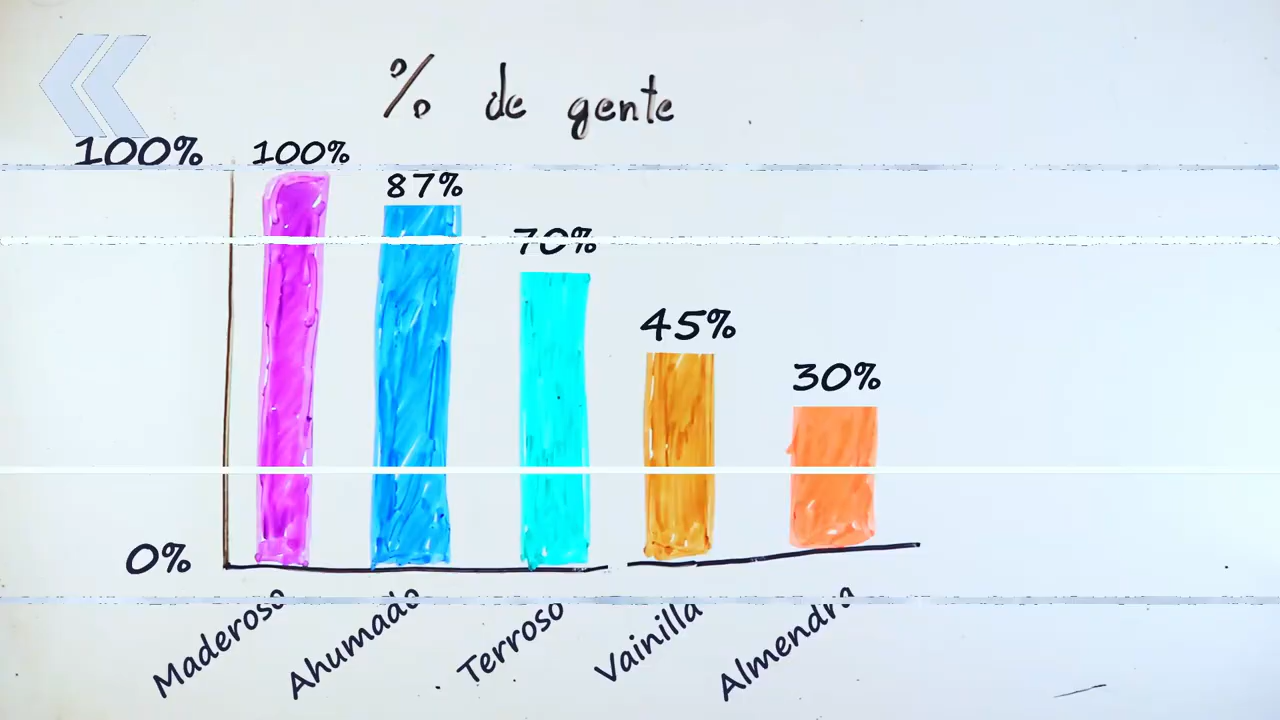 % de gente
100%
100%
87%
70%
45%
30%
0%
Maderoso
Ahumado
Terroso
Vainilla
Almendra